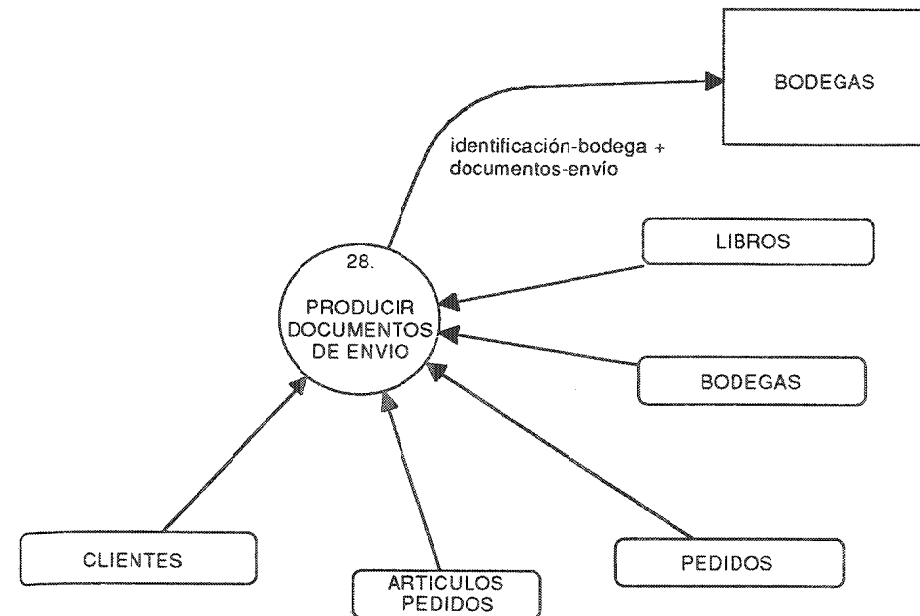 BODEGAS
identificación-bodega +
documentos-envío
LIBROS
28.
PRODUCIR
DOCUMENTOS
DE ENVIO
BODEGAS
CLIENTES
ARTICULOS
PEDIDOS
PEDIDOS